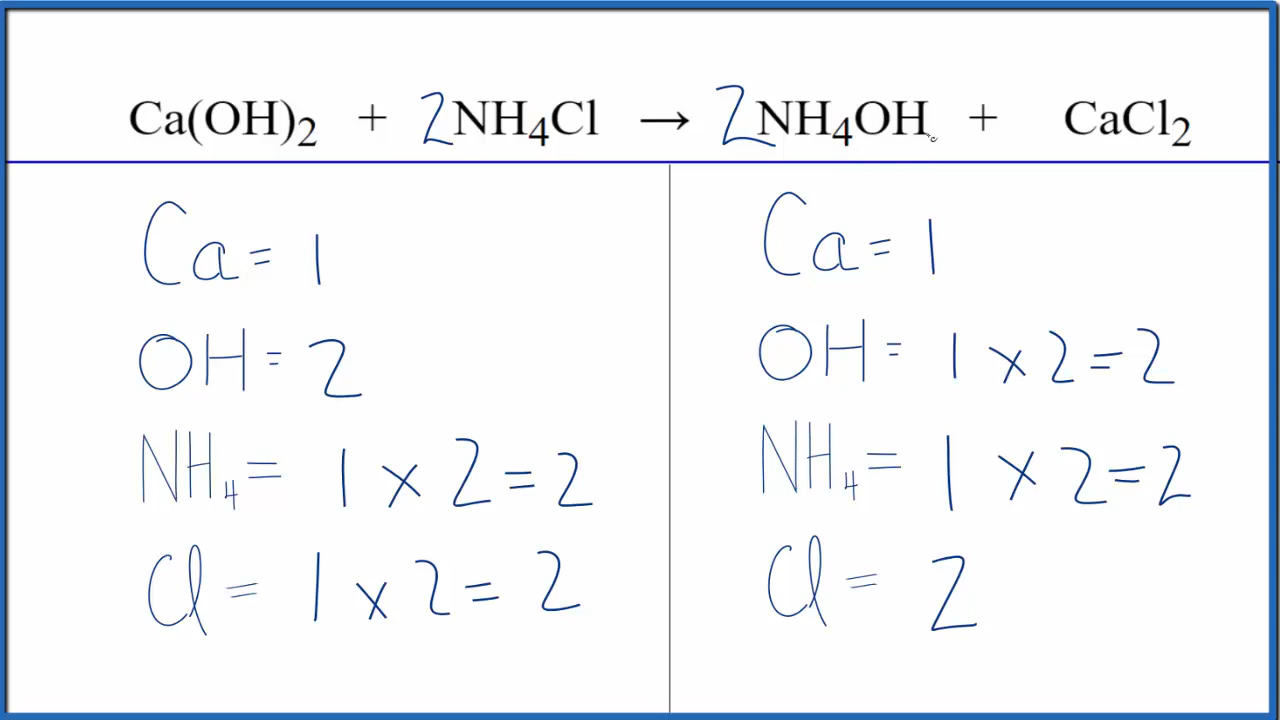 Ca(OH)₂ + 2NH₄Cl → 2NH₄OH + CaCl₂
Ca = 1
OH = 2
NH₄ = 1 x 2 = 2
Cl = 1 x 2 = 2
Ca = 1
OH = 1 x 2 = 2
NH₄ = 1 x 2 = 2
Cl = 2